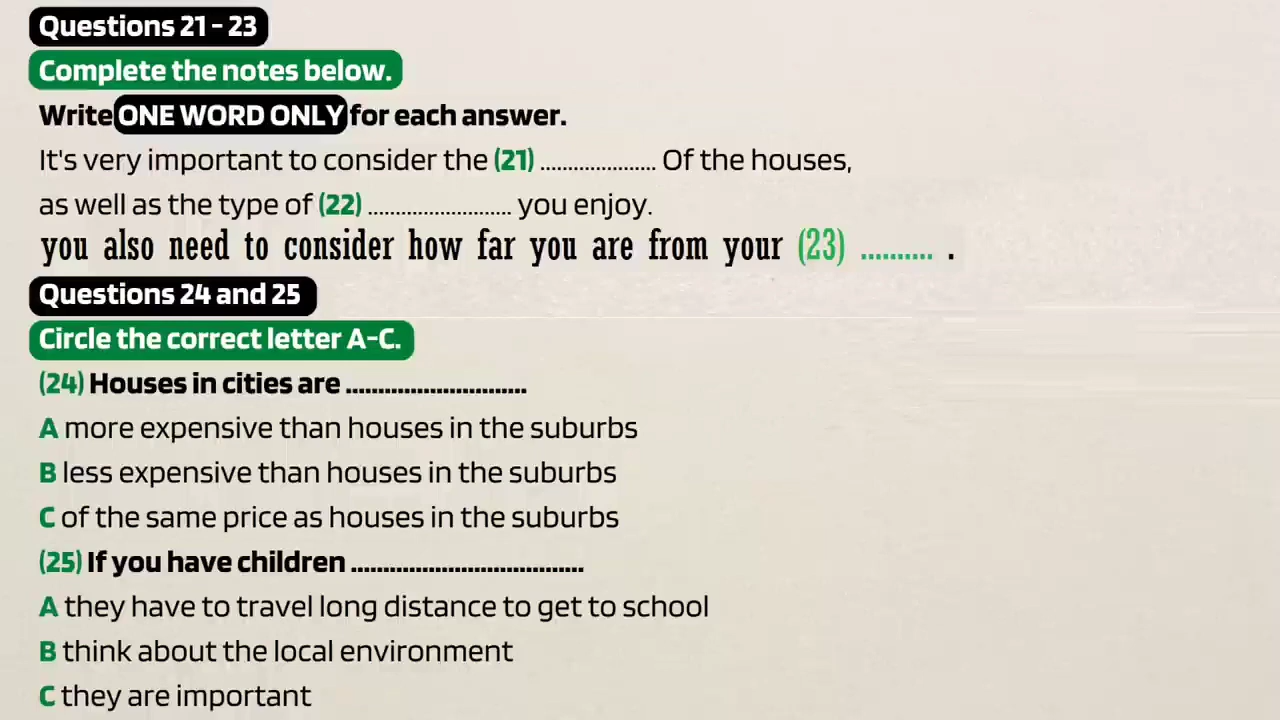 Questions 21 - 23
Complete the notes below.
Write ONE WORD ONLY for each answer.
It's very important to consider the (21) ..................... Of the houses,
as well as the type of (22) .......................... you enjoy.
you also need to consider how far you are from your (23) .......... .
Questions 24 and 25
Circle the correct letter A-C.
(24) Houses in cities are ............................
A more expensive than houses in the suburbs
B less expensive than houses in the suburbs
C of the same price as houses in the suburbs
(25) If you have children ....................................
A they have to travel long distance to get to school
B think about the local environment
C they are important